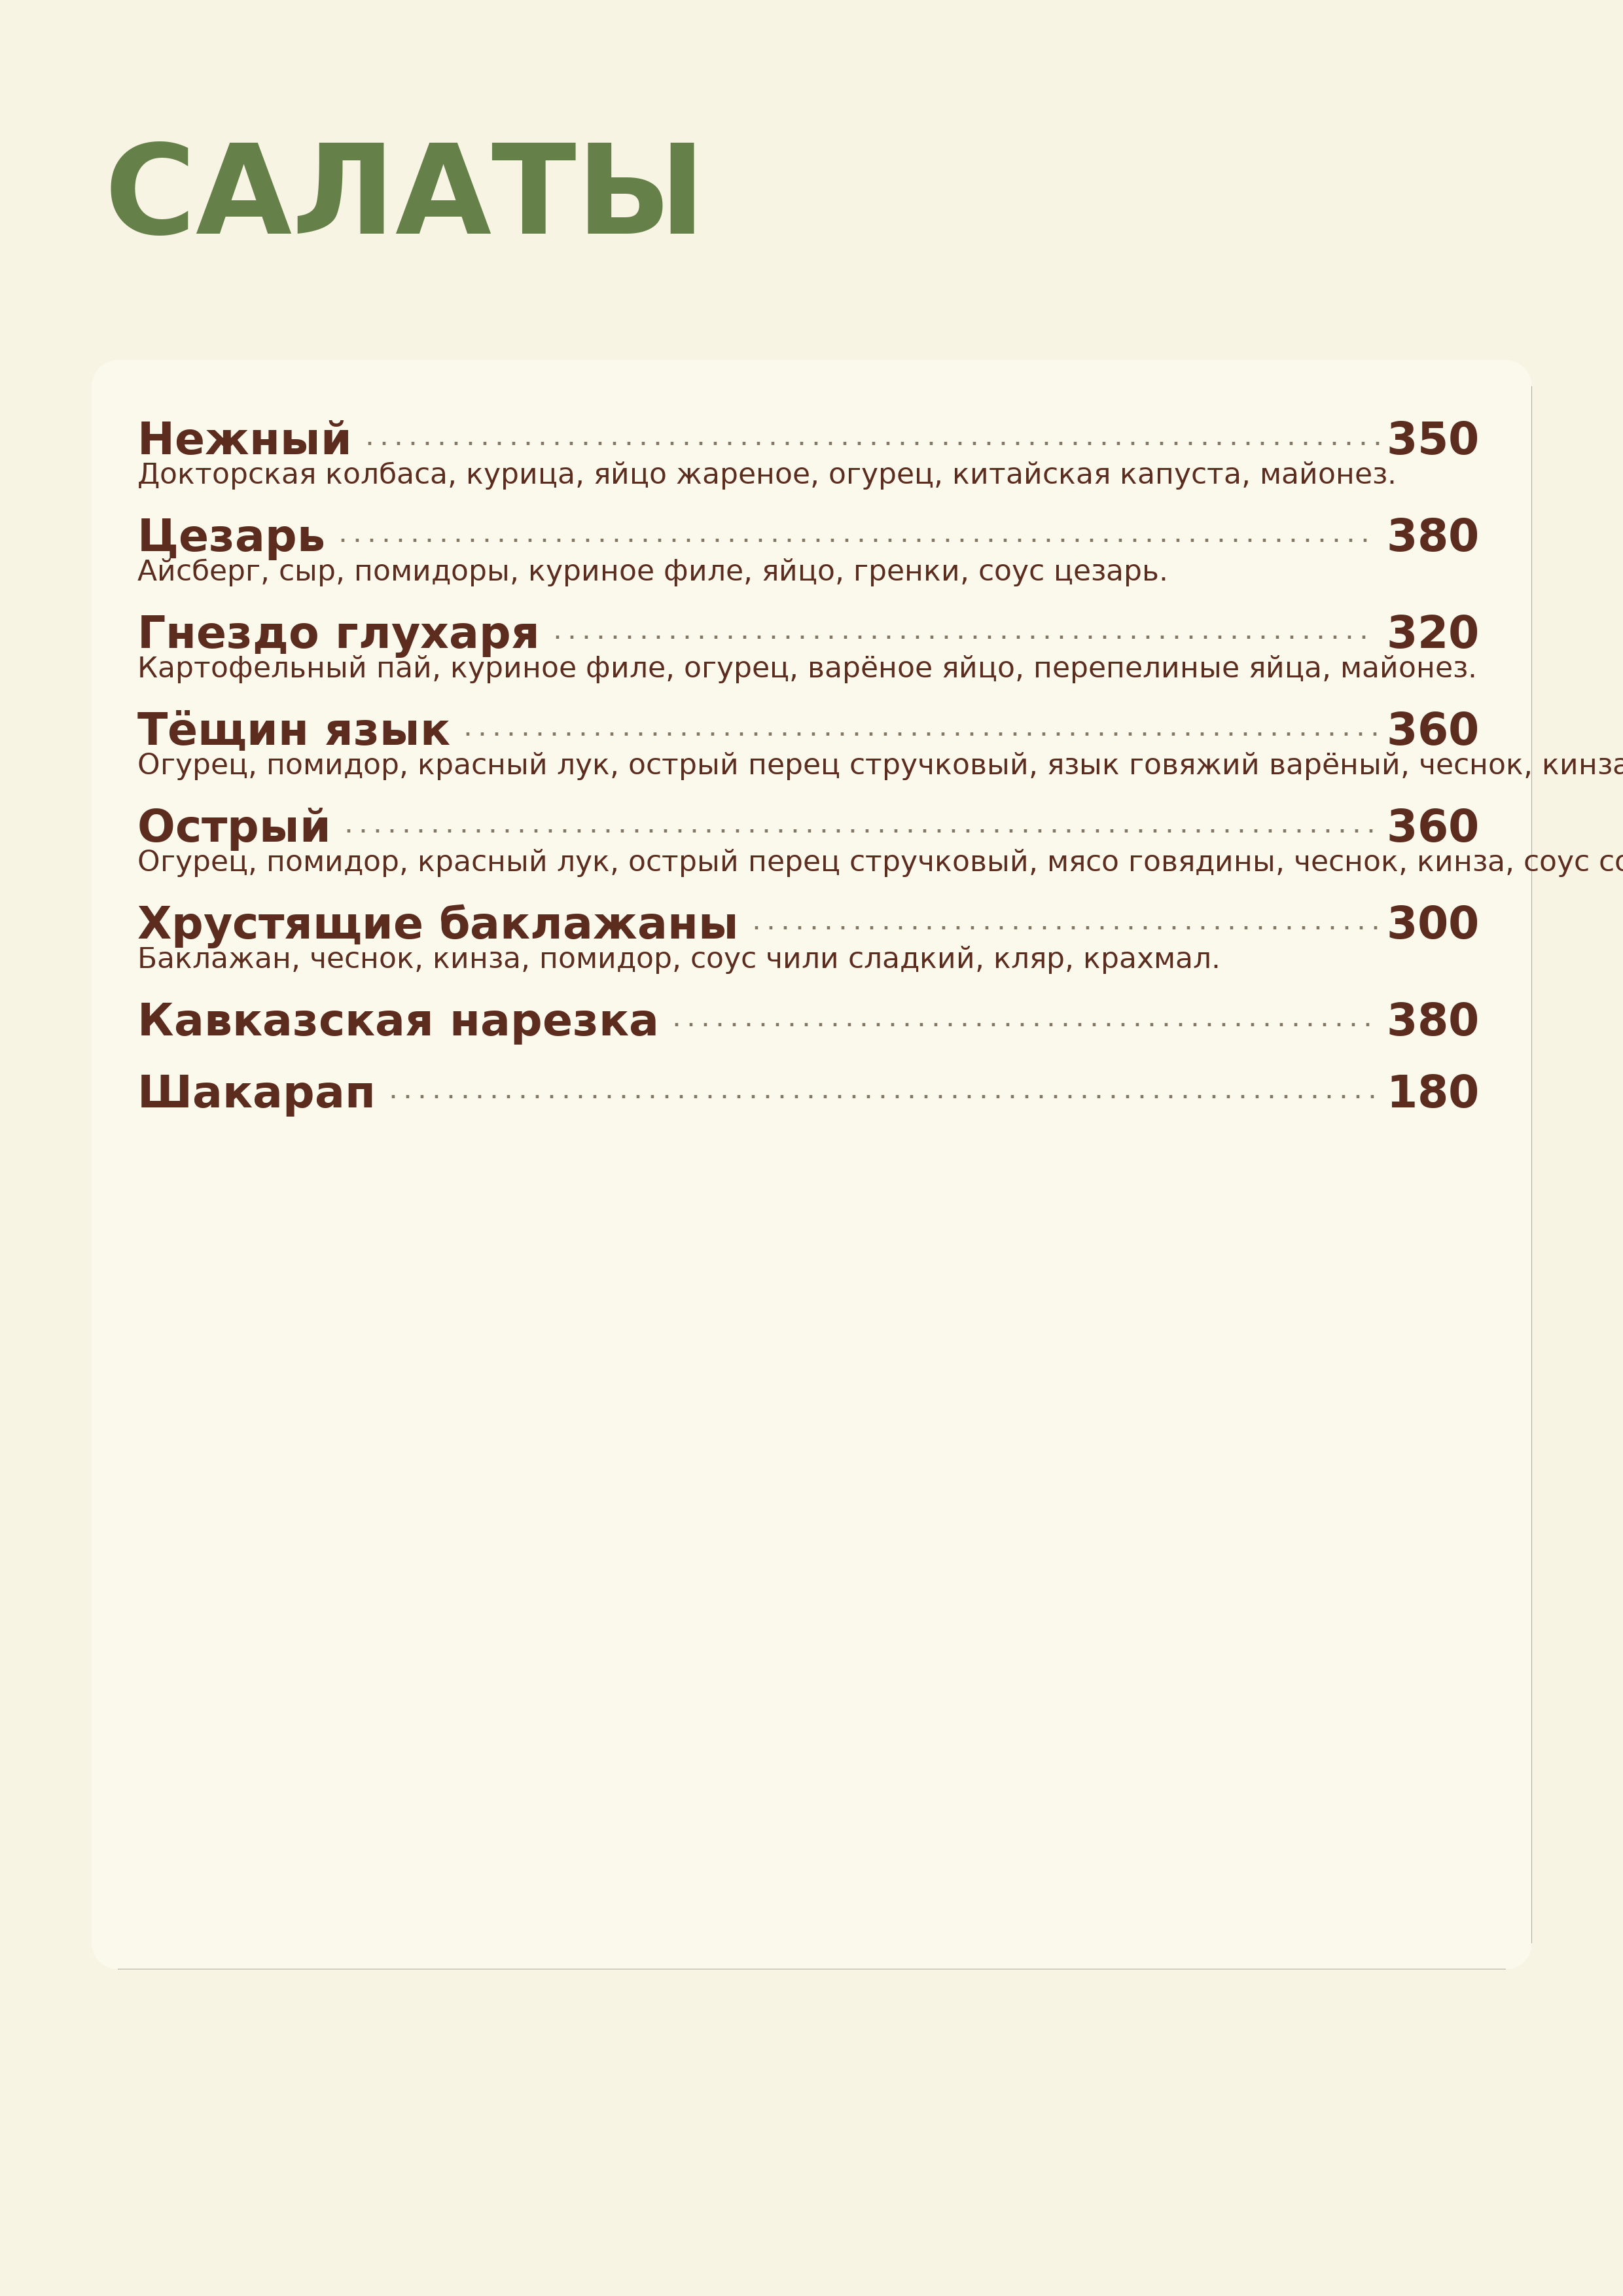 САЛАТЫ
Нежный 350
Докторская колбаса, курица, яйцо жареное, огурец, китайская капуста, майонез.
Цезарь 380
Айсберг, сыр, помидоры, куриное филе, яйцо, гренки, соус цезарь.
Гнездо глухаря 320
Картофельный пай, куриное филе, огурец, варёное яйцо, перепелиные яйца, майонез.
Тёщин язык 360
Огурец, помидор, красный лук, острый перец стручковый, язык говяжий варёный, чеснок, кинза
Острый 360
Огурец, помидор, красный лук, острый перец стручковый, мясо говядины, чеснок, кинза, соус
Хрустящие баклажаны 300
Баклажан, чеснок, кинза, помидор, соус чили сладкий, кляр, крахмал.
Кавказская нарезка 380
Шакарап 180